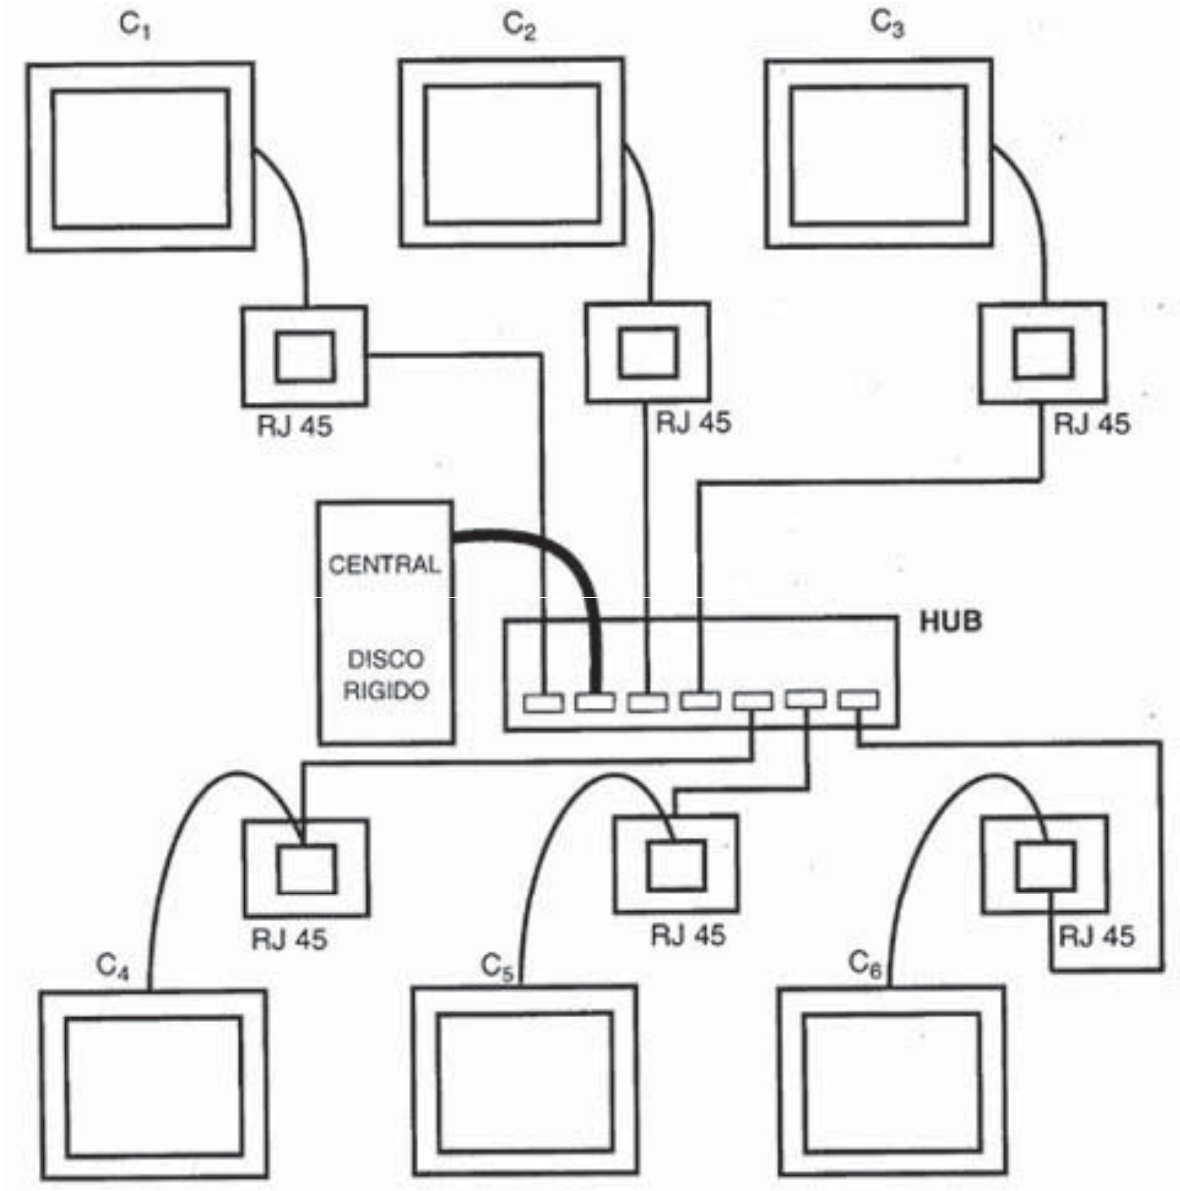 C₁
C₂
C₃
RJ 45
RJ 45
RJ 45
CENTRAL
DISCO
RIGIDO
HUB
RJ 45
RJ 45
RJ 45
C₄
C₅
C₆